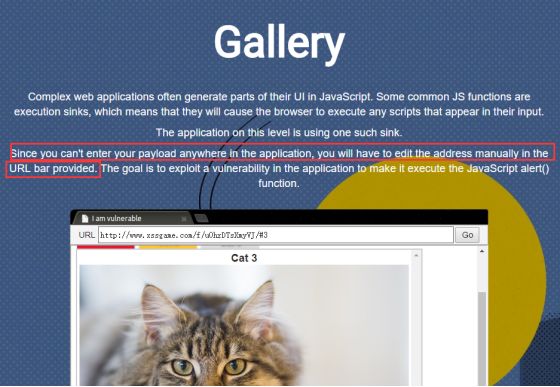 Gallery
Complex web applications often generate parts of their UI in JavaScript. Some common JS functions are
execution sinks, which means that they will cause the browser to execute any scripts that appear in their input.
The application on this level is using one such sink.
Since you can't enter your payload anywhere in the application, you will have to edit the address manually in the
URL bar provided. The goal is to exploit a vulnerability in the application to make it execute the JavaScript alert()
function.
I am vulnerable
URL http://www.xssgame.com/f/u0hrDTsXmyVJ/#3 Go
Cat 3